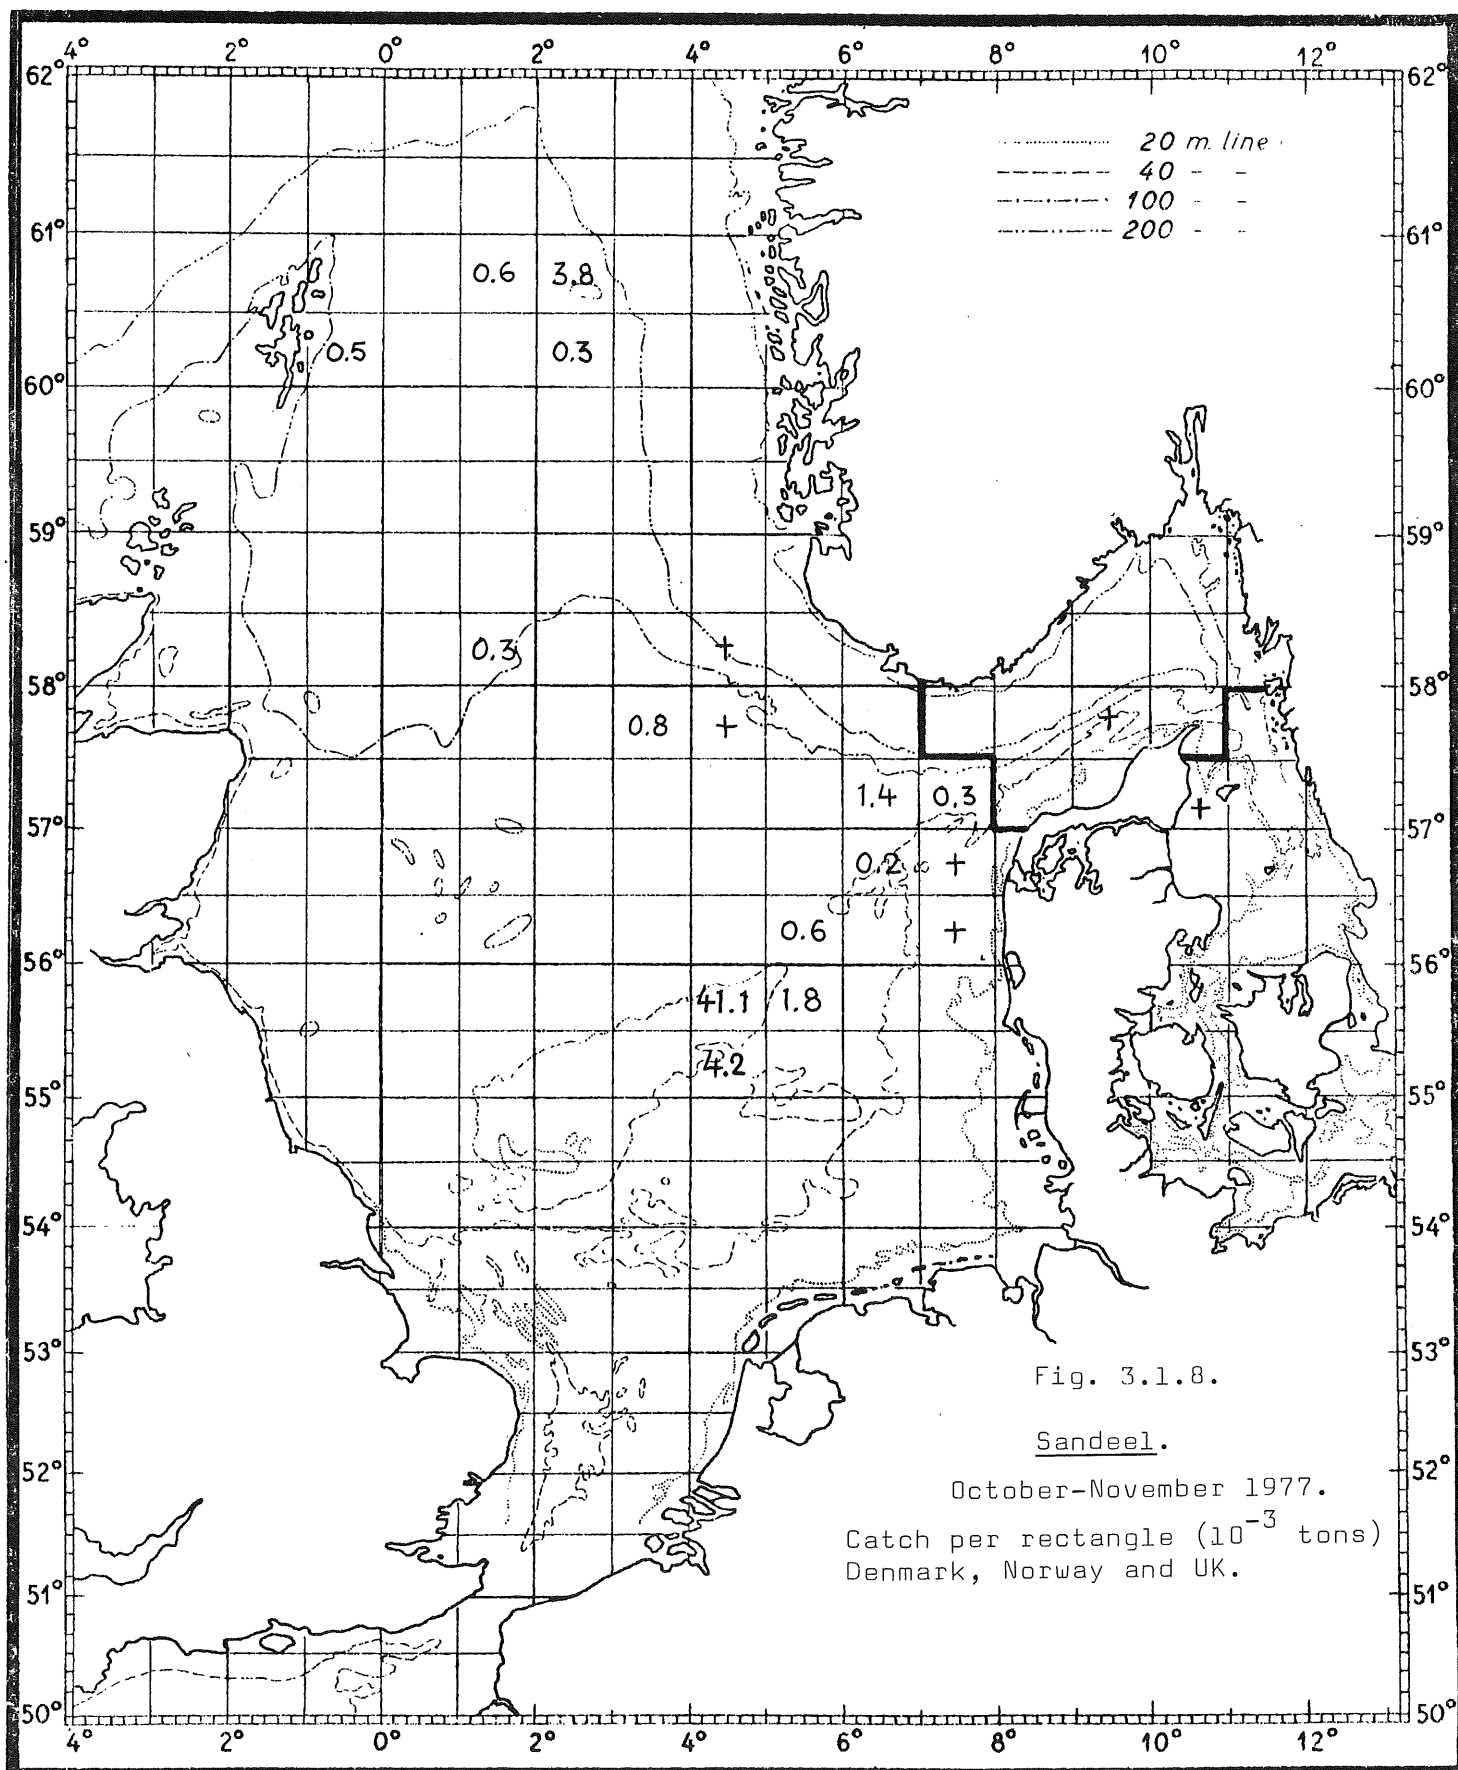 4° 2° 0° 2° 4° 6° 8° 10° 12°
62° 62°
20 m. line
40 - -
100 - -
200 - -
61° 61°
0.6 3.8
0.5 0.3
60° 60°
59° 59°
0.3 +
58° 58°
0.8 + +
1.4 0.3 +
57° 57°
0.2 +
0.6 +
56° 56°
41.1 1.8
4.2
55° 55°
54° 54°
53° 53°
Fig. 3.1.8.
Sandeel.
52° 52°
October-November 1977.
Catch per rectangle (10⁻³ tons)
Denmark, Norway and UK.
51° 51°
50° 50°
4° 2° 0° 2° 4° 6° 8° 10° 12°